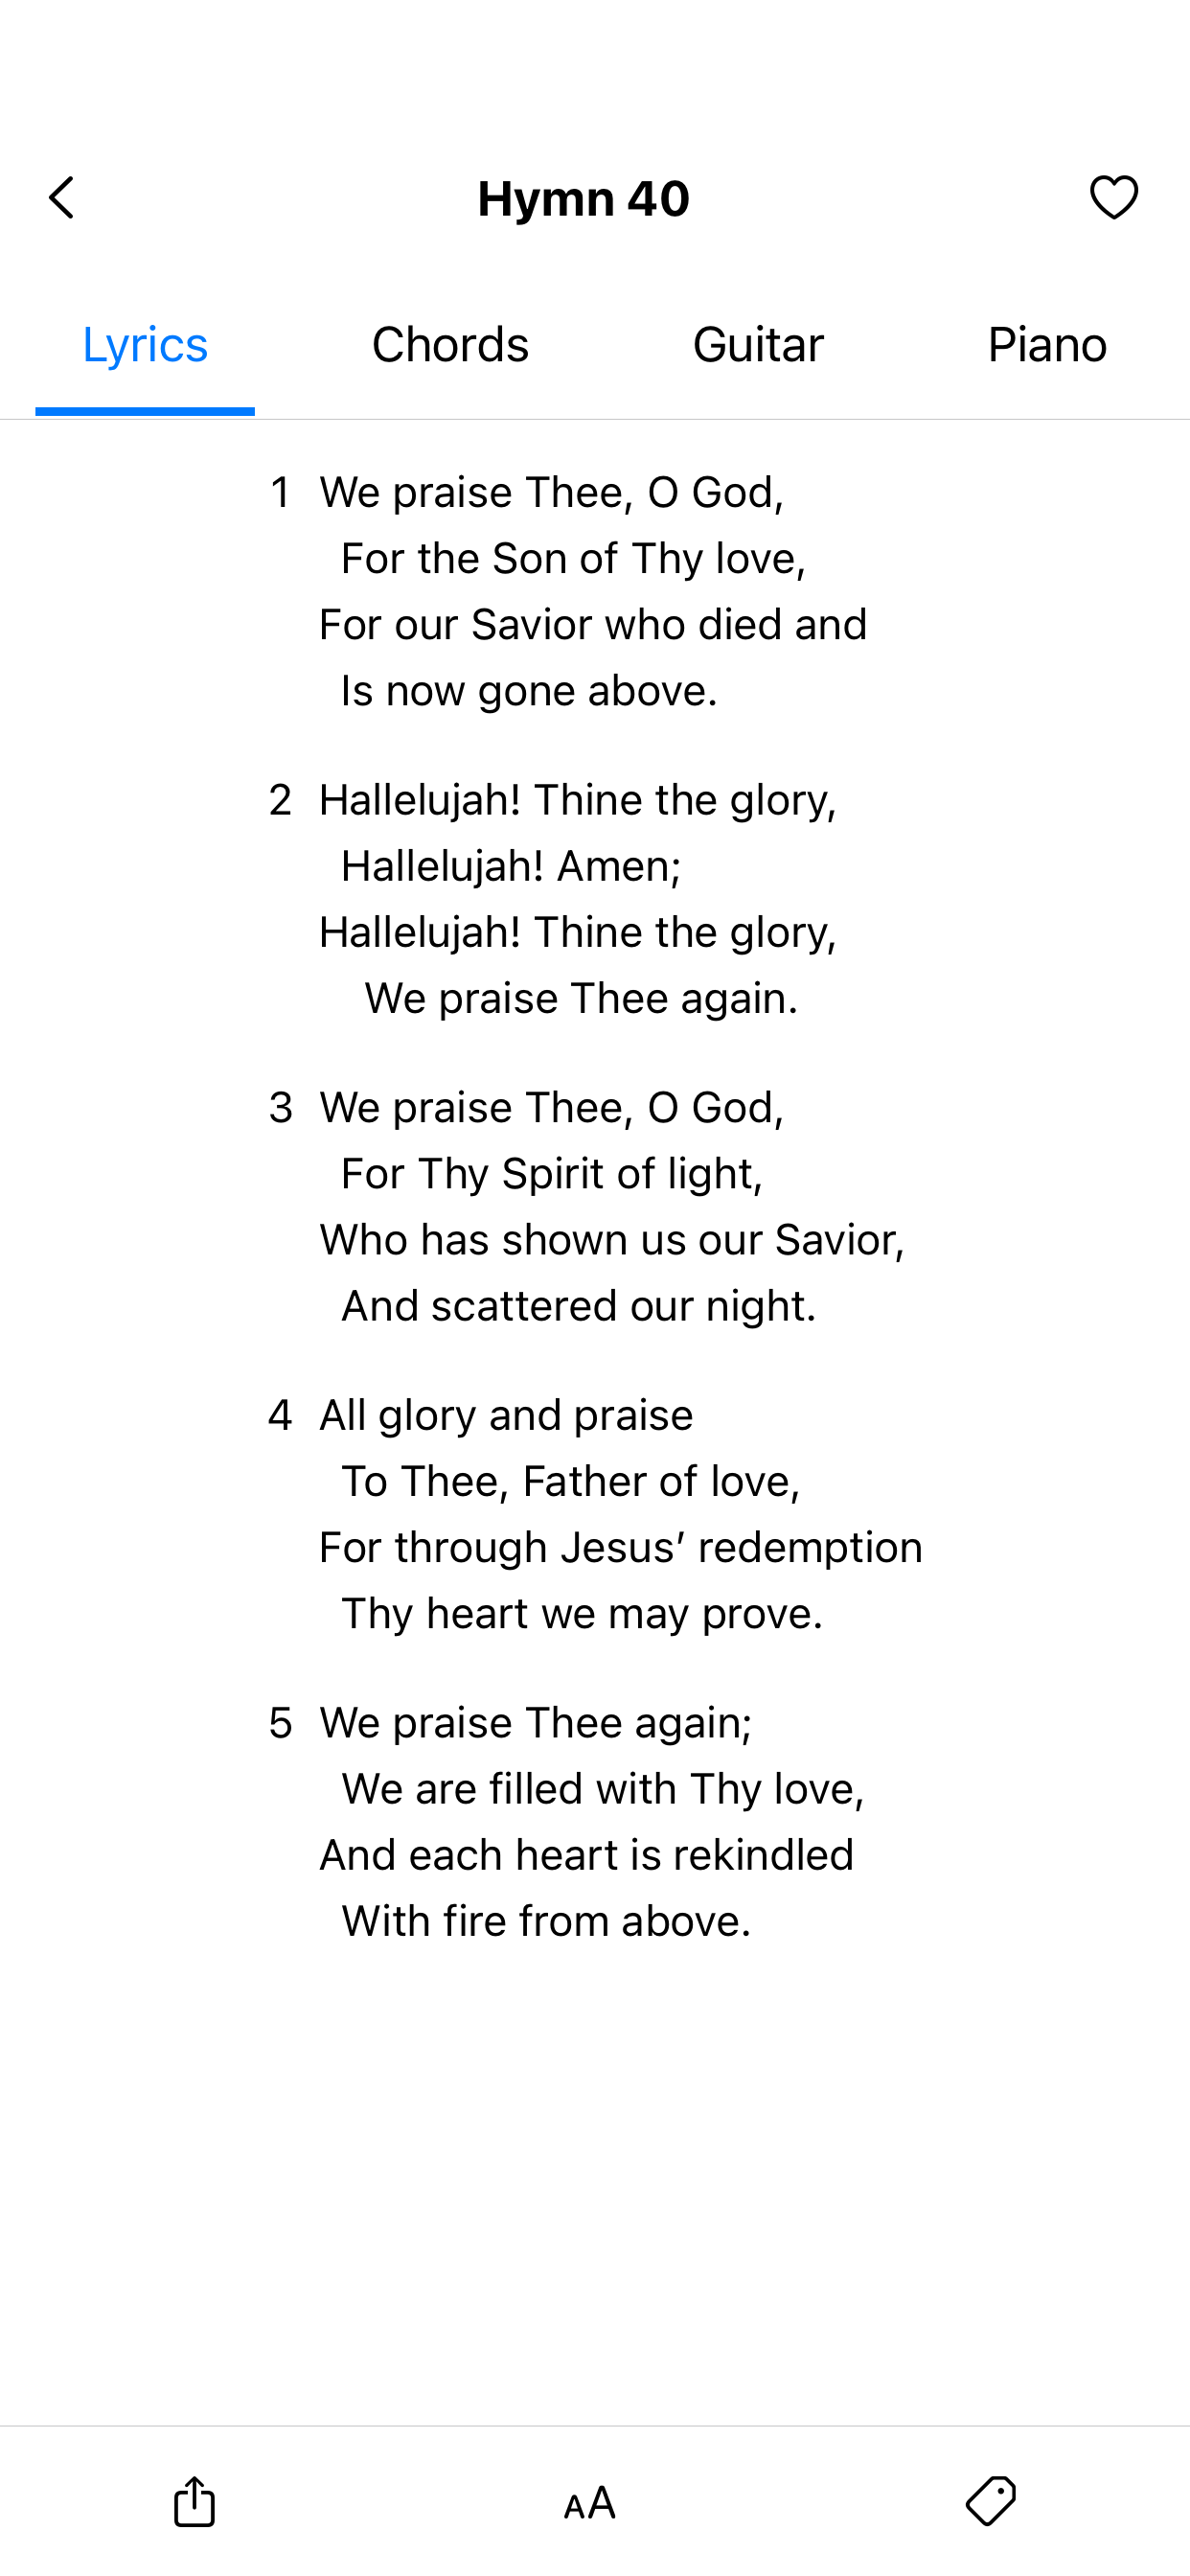 Hymn 40
Lyrics Chords Guitar Piano
1 We praise Thee, O God,
For the Son of Thy love,
For our Savior who died and
Is now gone above.
2 Hallelujah! Thine the glory,
Hallelujah! Amen;
Hallelujah! Thine the glory,
We praise Thee again.
3 We praise Thee, O God,
For Thy Spirit of light,
Who has shown us our Savior,
And scattered our night.
4 All glory and praise
To Thee, Father of love,
For through Jesus’ redemption
Thy heart we may prove.
5 We praise Thee again;
We are filled with Thy love,
And each heart is rekindled
With fire from above.
AA